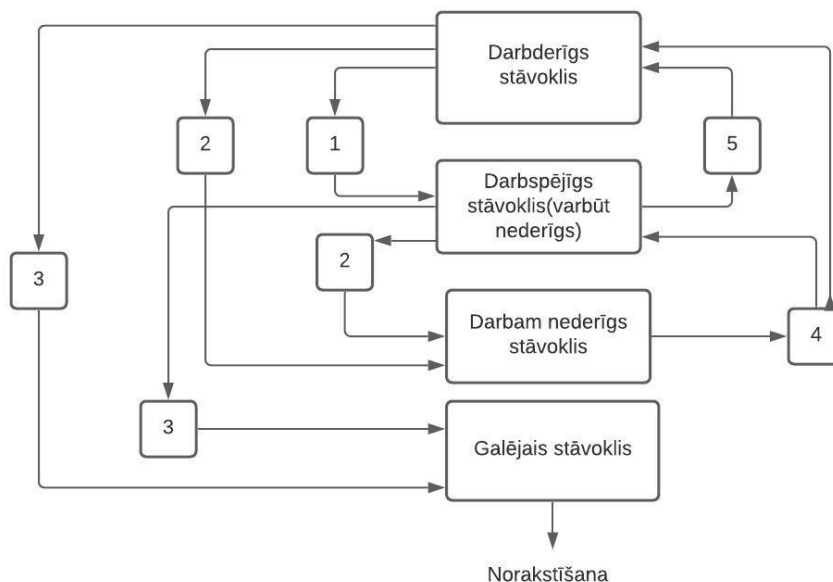 Darbderīgs
stāvoklis
2
1
5
Darbspējīgs
stāvoklis(varbūt
nederīgs)
2
3
Darbam nederīgs
stāvoklis
4
3
Galējais stāvoklis
Norakstīšana